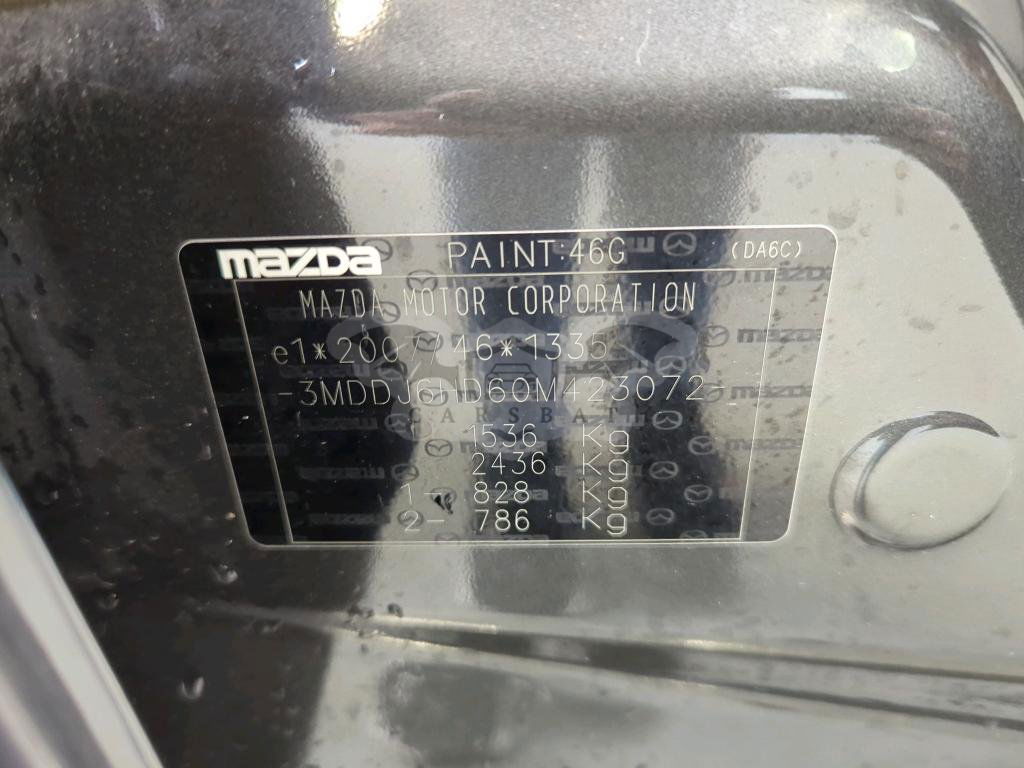 mazda PAINT:46G (DA6C)
MAZDA MOTOR CORPORATION
e1*2007/46*1335
-3MDDJ6HD60M423072-
1536 Kg
2436 Kg
1- 828 Kg
2- 786 Kg
CARSBAT